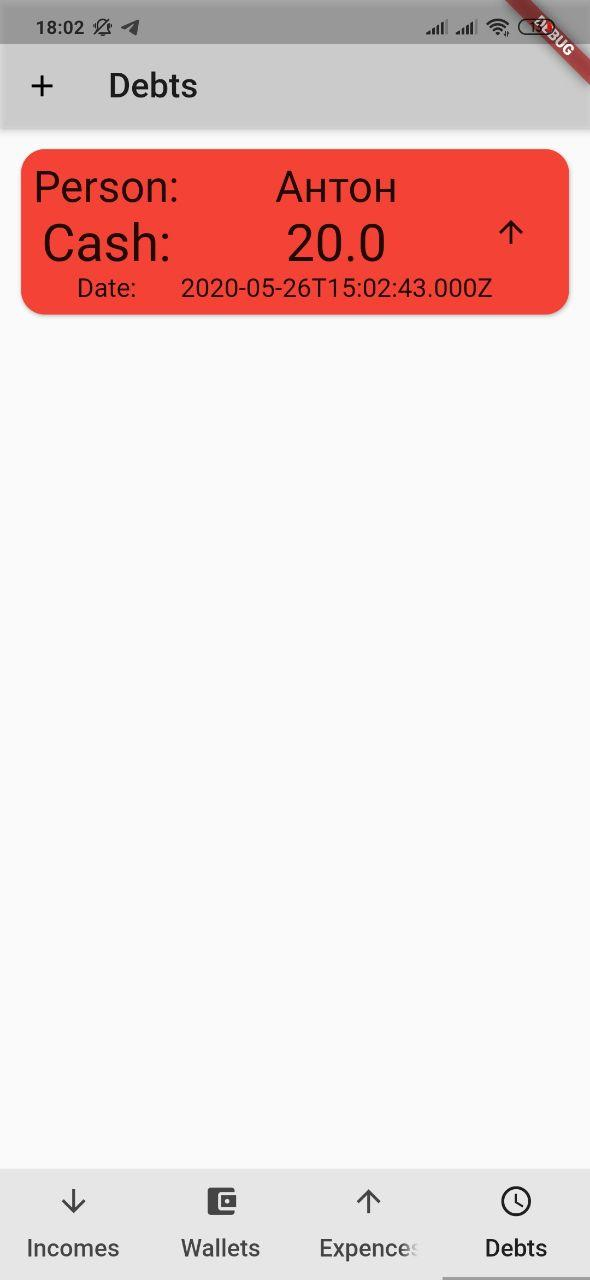 18:02
DEBUG
+ Debts
Person: Антон
Cash: 20.0
Date: 2020-05-26T15:02:43.000Z
Incomes Wallets Expences Debts